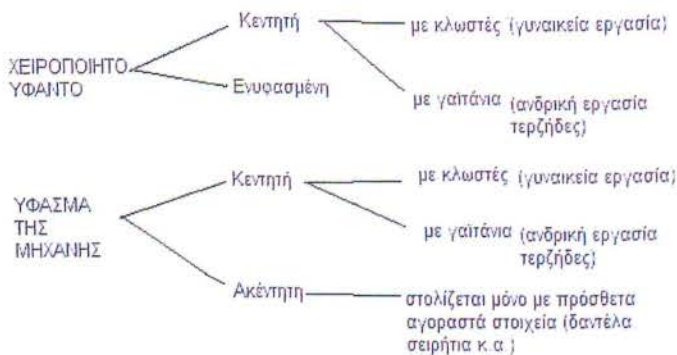 Κεντητή
με κλωστές (γυναικεία εργασία)
ΧΕΙΡΟΠΟΙΗΤΟ
ΥΦΑΝΤΟ
Ενυφασμένη
με γαϊτάνια (ανδρική εργασία
τερζήδες)
Κεντητή
με κλωστές (γυναικεία εργασία)
ΥΦΑΣΜΑ
ΤΗΣ
ΜΗΧΑΝΗΣ
με γαϊτάνια (ανδρική εργασία
τερζήδες)
Ακέντητη
στολίζεται μόνο με πρόσθετα
αγοραστά στοιχεία (δαντέλα
σειρήτια κ.α.)